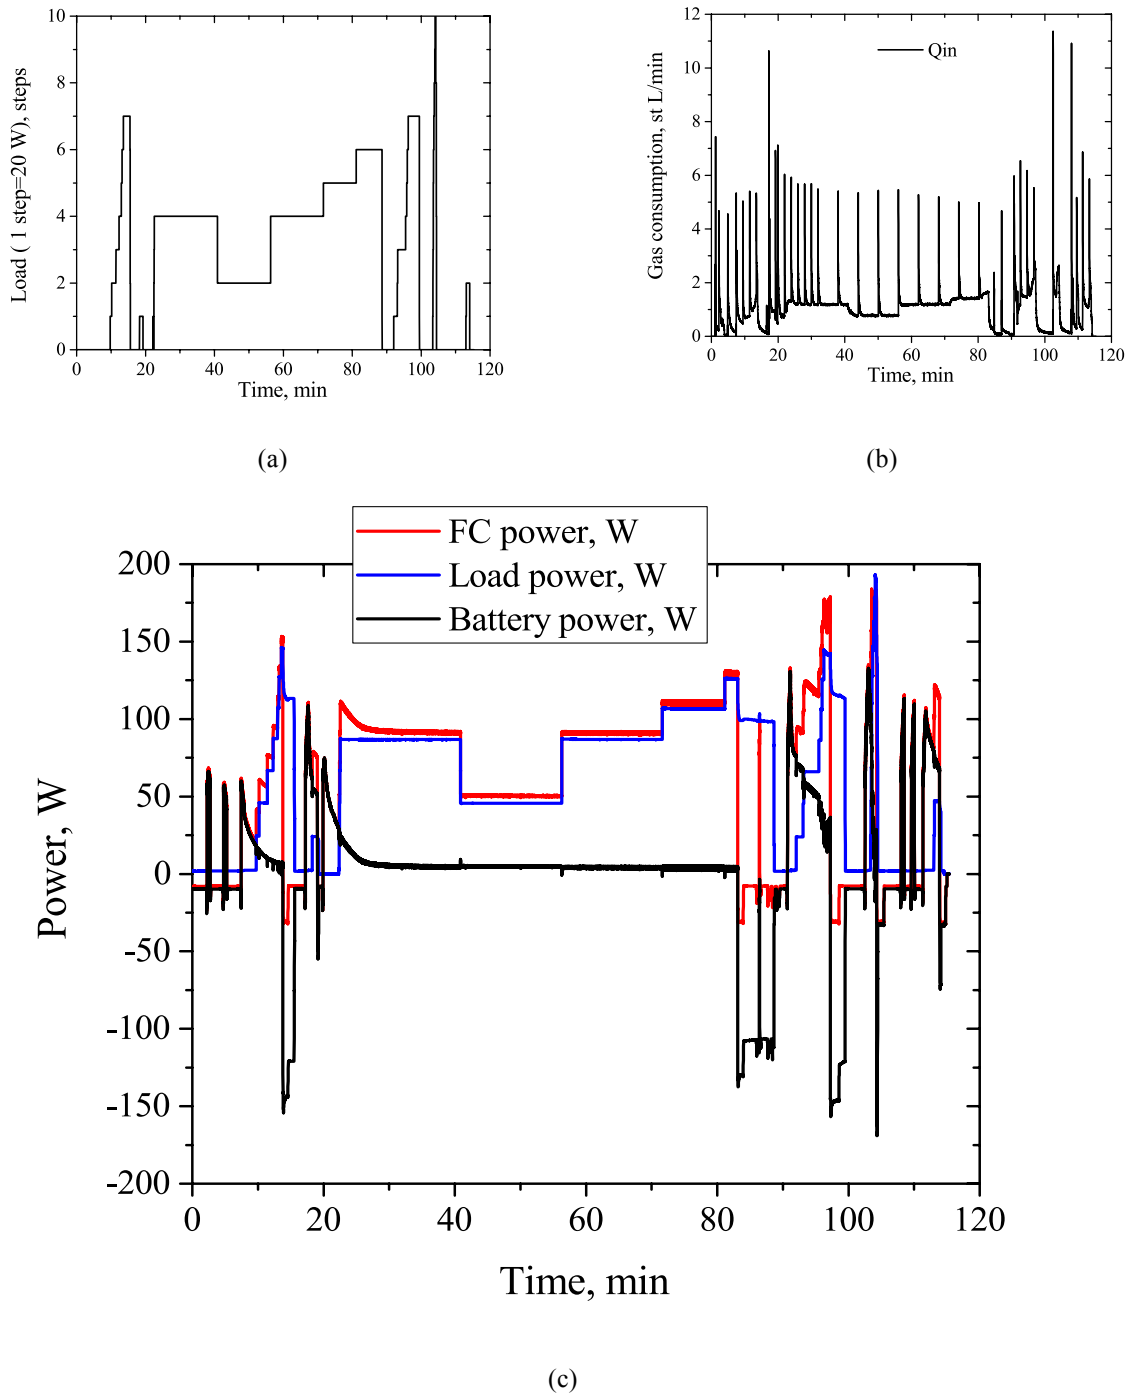 10
8
6
4
2
0
0 20 40 60 80 100 120
Load ( 1 step=20 W), steps
Time, min
(a)
12
10
8
6
4
2
0
0 20 40 60 80 100 120
Gas consumption, st L/min
Qin
Time, min
(b)
FC power, W
Load power, W
Battery power, W
200
150
100
50
0
-50
-100
-150
-200
0 20 40 60 80 100 120
Power, W
Time, min
(c)